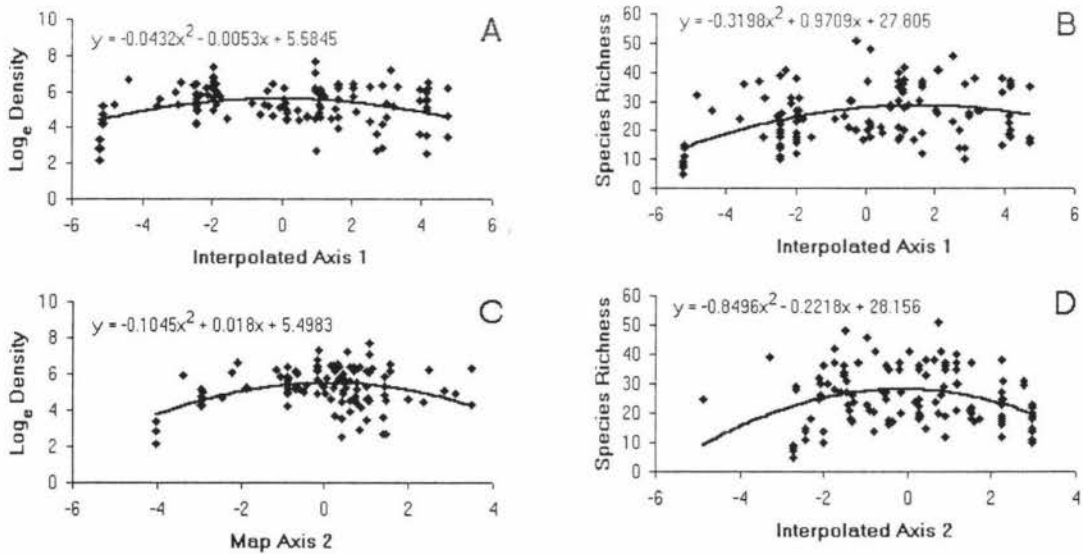 A
y = -0.0432x² - 0.0053x + 5.5845
Log e Density
10
8
6
4
2
0
-6 -4 -2 0 2 4 6
Interpolated Axis 1
B
y = -0.3198x² + 0.9709x + 27.805
Species Richness
60
50
40
30
20
10
0
-6 -4 -2 0 2 4 6
Interpolated Axis 1
C
y = -0.1045x² + 0.018x + 5.4983
Log e Density
10
8
6
4
2
0
-6 -4 -2 0 2 4
Map Axis 2
D
y = -0.8496x² - 0.2218x + 28.156
Species Richness
60
50
40
30
20
10
0
-6 -4 -2 0 2 4
Interpolated Axis 2